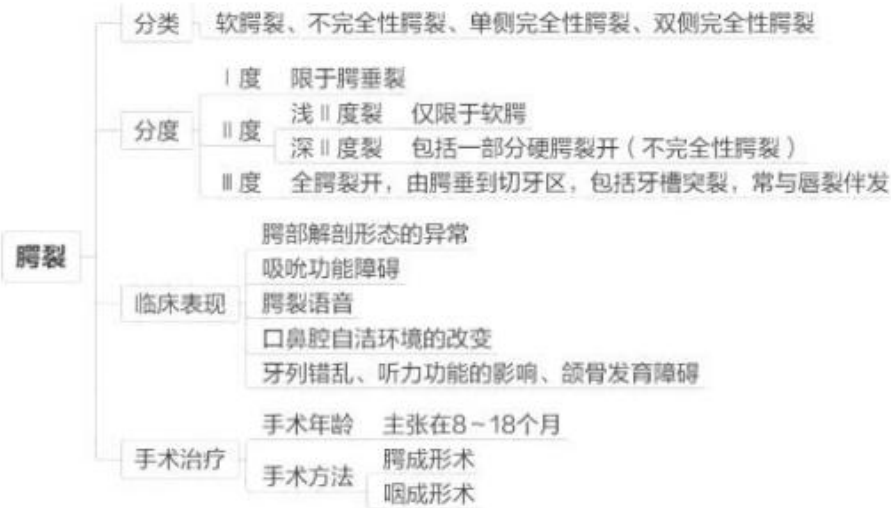 分类 软腭裂、不完全性腭裂、单侧完全性腭裂、双侧完全性腭裂
Ⅰ度 限于腭垂裂
分度 Ⅱ度 浅Ⅱ度裂 仅限于软腭
深Ⅱ度裂 包括一部分硬腭裂开（不完全性腭裂）
Ⅲ度 全腭裂开，由腭垂到切牙区，包括牙槽突裂，常与唇裂伴发
腭裂
腭部解剖形态的异常
吸吮功能障碍
临床表现 腭裂语音
口鼻腔自洁环境的改变
牙列错乱、听力功能的影响、颌骨发育障碍
手术年龄 主张在8~18个月
手术治疗
手术方法 腭成形术
咽成形术